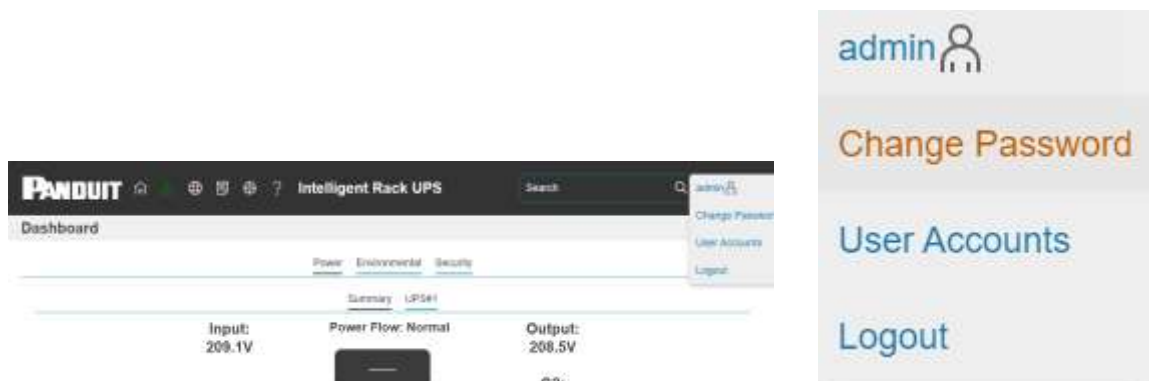 PANDUIT ? Intelligent Rack UPS Search admin
Change Password
User Accounts
Logout
Dashboard
Power Environmental Security
Summary UPS#1
Input: Power Flow: Normal Output:
209.1V 208.5V
admin
Change Password
User Accounts
Logout